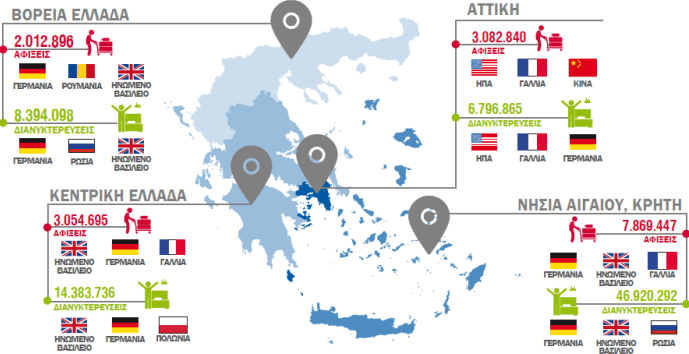 ΒΟΡΕΙΑ ΕΛΛΑΔΑ
2.012.896
ΑΦΙΞΕΙΣ
ΓΕΡΜΑΝΙΑ ΡΟΥΜΑΝΙΑ ΗΝΩΜΕΝΟ
ΒΑΣΙΛΕΙΟ
8.394.098
ΔΙΑΝΥΚΤΕΡΕΥΣΕΙΣ
ΓΕΡΜΑΝΙΑ ΡΩΣΙΑ ΗΝΩΜΕΝΟ
ΒΑΣΙΛΕΙΟ
ΑΤΤΙΚΗ
3.082.840
ΑΦΙΞΕΙΣ
ΗΠΑ ΓΑΛΛΙΑ ΚΙΝΑ
6.796.865
ΔΙΑΝΥΚΤΕΡΕΥΣΕΙΣ
ΗΠΑ ΓΑΛΛΙΑ ΓΕΡΜΑΝΙΑ
ΚΕΝΤΡΙΚΗ ΕΛΛΑΔΑ
3.054.695
ΑΦΙΞΕΙΣ
ΗΝΩΜΕΝΟ
ΒΑΣΙΛΕΙΟ ΓΕΡΜΑΝΙΑ ΓΑΛΛΙΑ
14.383.736
ΔΙΑΝΥΚΤΕΡΕΥΣΕΙΣ
ΗΝΩΜΕΝΟ
ΒΑΣΙΛΕΙΟ ΓΕΡΜΑΝΙΑ ΠΟΛΩΝΙΑ
ΝΗΣΙΑ ΑΙΓΑΙΟΥ, ΚΡΗΤΗ
7.869.447
ΑΦΙΞΕΙΣ
ΓΕΡΜΑΝΙΑ ΗΝΩΜΕΝΟ
ΒΑΣΙΛΕΙΟ ΓΑΛΛΙΑ
46.920.292
ΔΙΑΝΥΚΤΕΡΕΥΣΕΙΣ
ΓΕΡΜΑΝΙΑ ΗΝΩΜΕΝΟ
ΒΑΣΙΛΕΙΟ ΡΩΣΙΑ